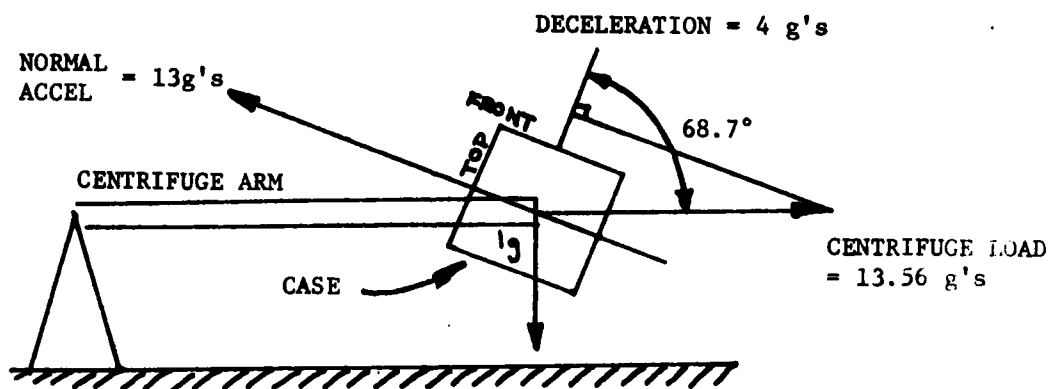 DECELERATION = 4 g's
NORMAL
ACCEL = 13g's
FRONT
TOP
68.7°
CENTRIFUGE ARM
1g
CENTRIFUGE LOAD
= 13.56 g's
CASE